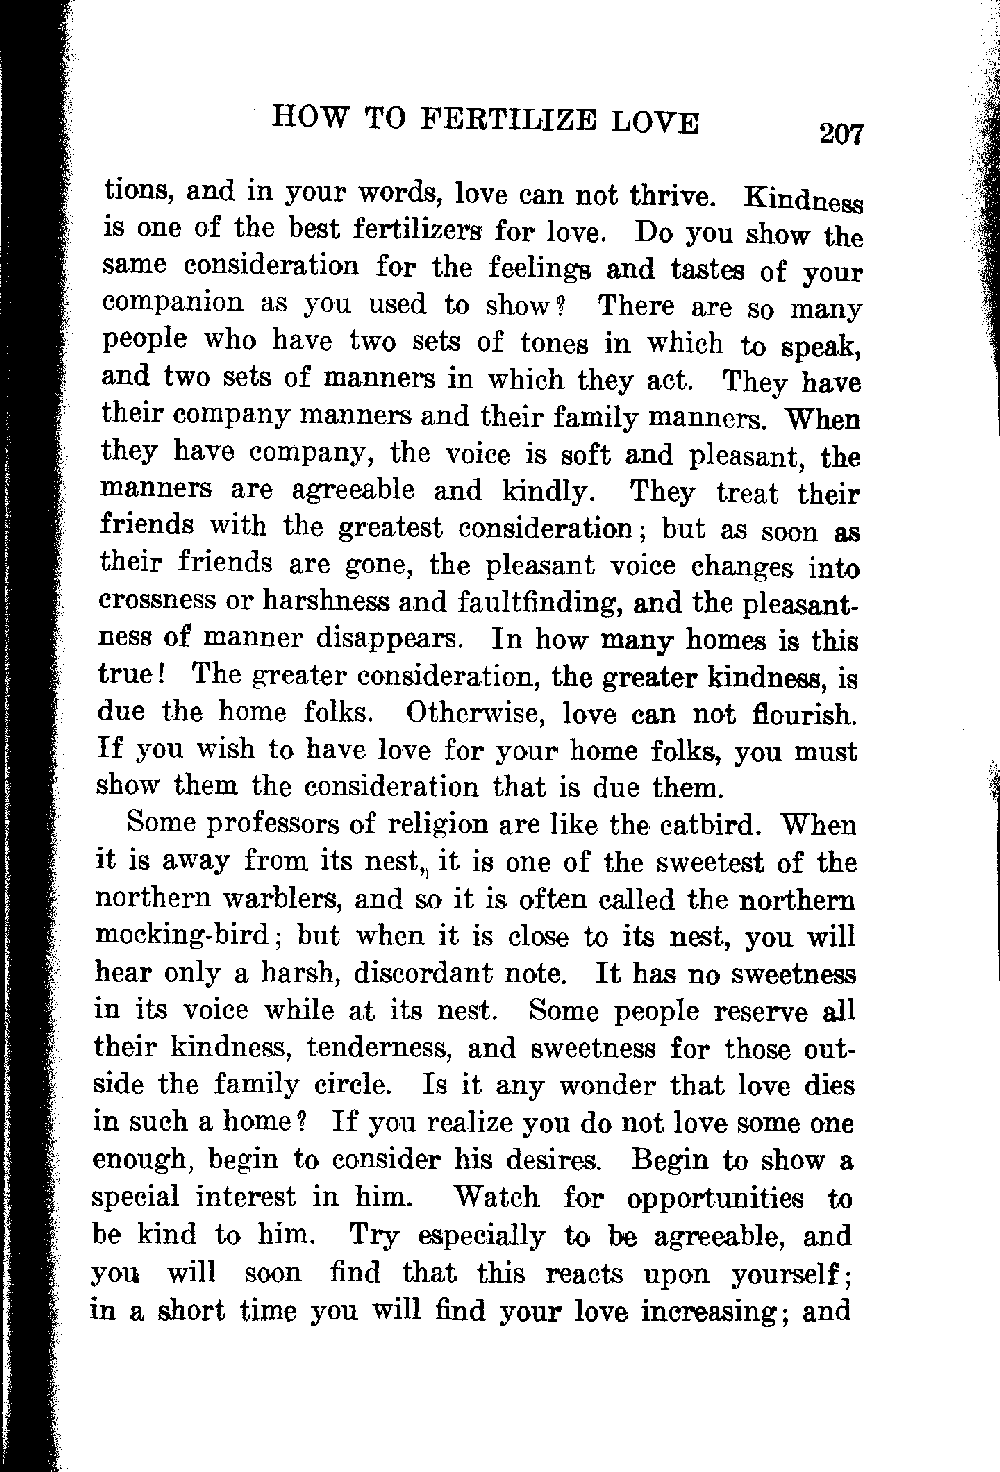 HOW TO FERTILIZE LOVE 207
tions, and in your words, love can not thrive. Kindness
is one of the best fertilizers for love. Do you show the
same consideration for the feelings and tastes of your
companion as you used to show? There are so many
people who have two sets of tones in which to speak,
and two sets of manners in which they act. They have
their company manners and their family manners. When
they have company, the voice is soft and pleasant, the
manners are agreeable and kindly. They treat their
friends with the greatest consideration; but as soon as
their friends are gone, the pleasant voice changes into
crossness or harshness and faultfinding, and the pleasant-
ness of manner disappears. In how many homes is this
true! The greater consideration, the greater kindness, is
due the home folks. Otherwise, love can not flourish.
If you wish to have love for your home folks, you must
show them the consideration that is due them.
Some professors of religion are like the catbird. When
it is away from its nest, it is one of the sweetest of the
northern warblers, and so it is often called the northern
mocking-bird; but when it is close to its nest, you will
hear only a harsh, discordant note. It has no sweetness
in its voice while at its nest. Some people reserve all
their kindness, tenderness, and sweetness for those out-
side the family circle. Is it any wonder that love dies
in such a home? If you realize you do not love some one
enough, begin to consider his desires. Begin to show a
special interest in him. Watch for opportunities to
be kind to him. Try especially to be agreeable, and
you will soon find that this reacts upon yourself;
in a short time you will find your love increasing; and